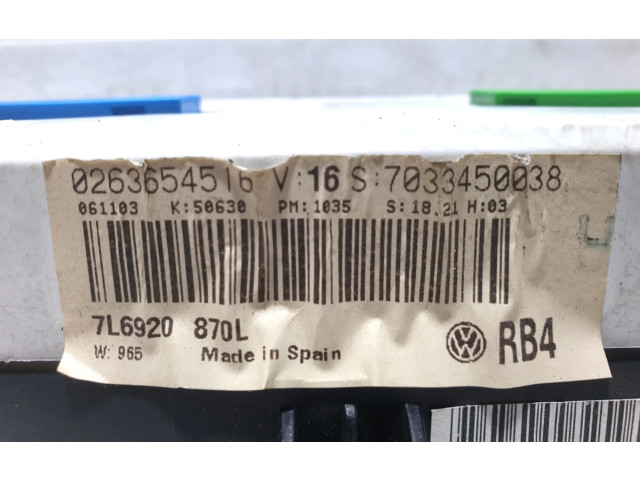 0263654516 V:16 S:7033450038
061103 K:50630 PM:1035 S:18.21 H:03
7L6920 870L
W: 965 Made in Spain
RB4